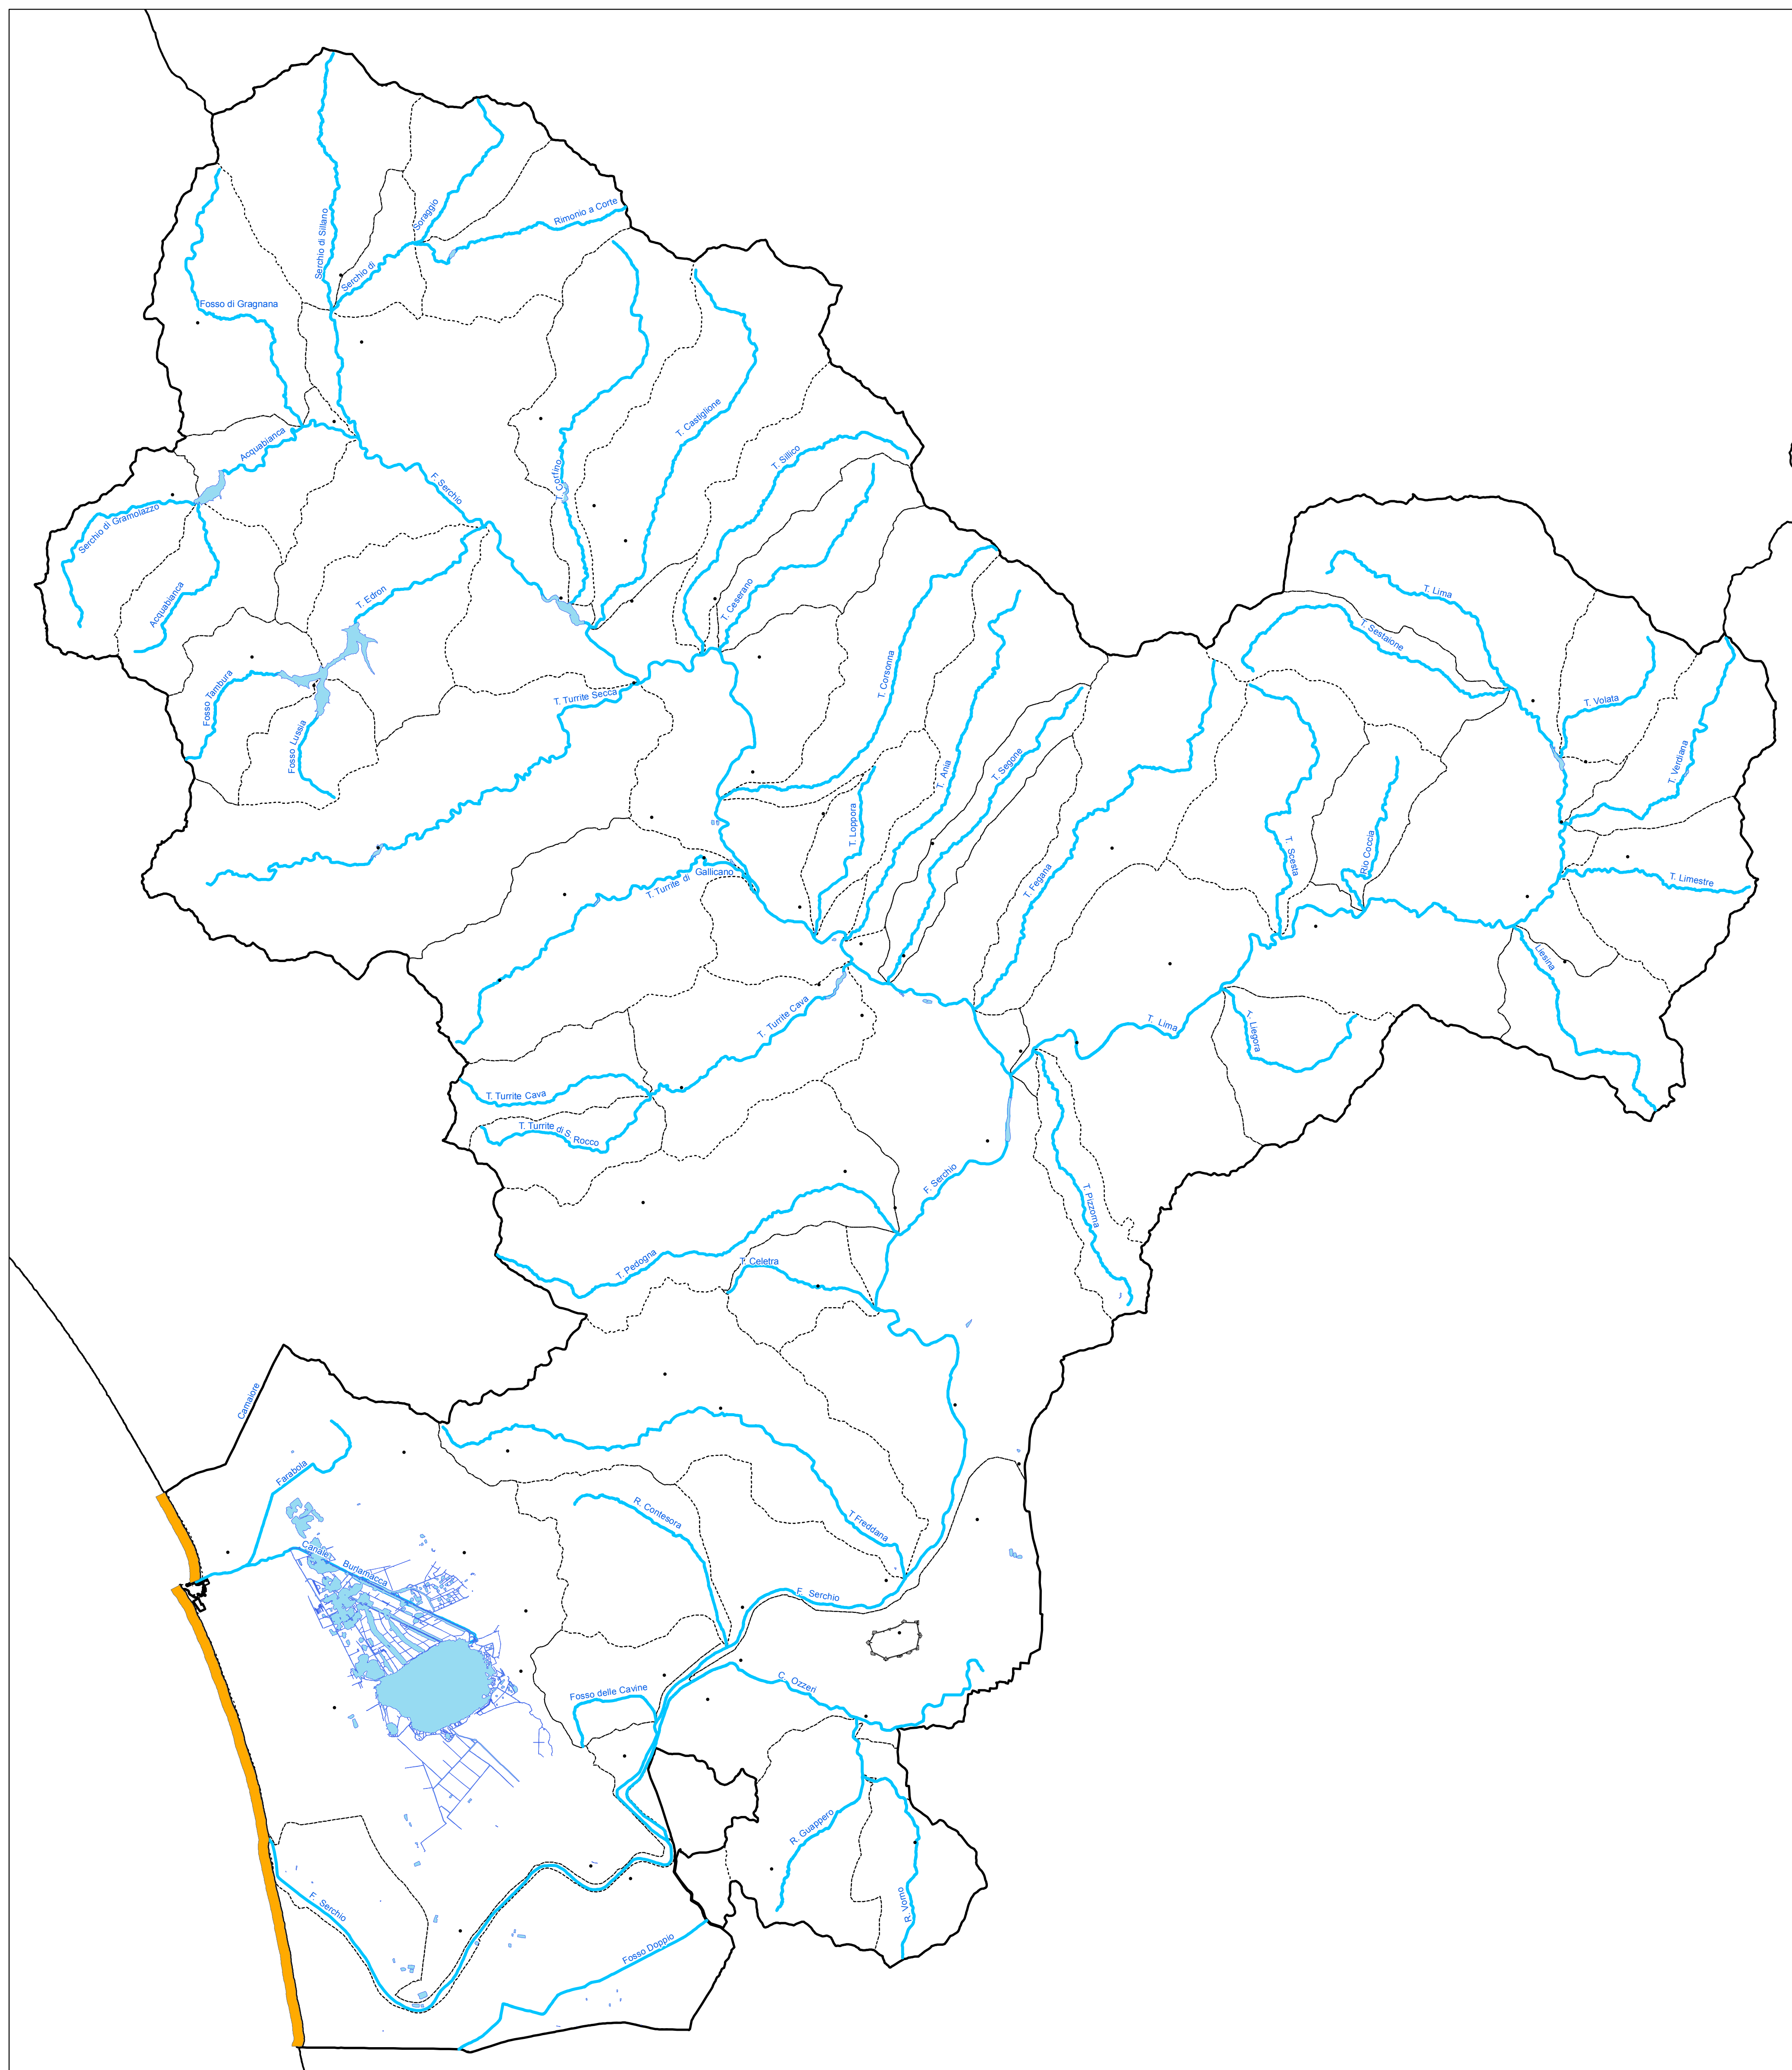 Serchio di Sillano
Serchio di
Soraggio
Rimonio a Corte
Fosso di Gragnana
Acquabianca
F. Serchio
T. Corfino
T. Castiglione
T. Sillico
Serchio di Gramolazzo
Acquabianca
T. Edron
T. Ceserano
Fosso Tambura
Fosso Lussia
T. Turrite Secca
T. Corsonna
T. Lima
T. Sestaione
T. Volata
T. Verdiana
T. Ania
T. Segone
T. Loppora
T. Turrite di
Gallicano
T. Fegana
T. Scesta
Rio Coccia
T. Limestre
Liesina
T. Turrite Cava
T. Lima
T. Liegora
T. Turrite Cava
T. Turrite di S. Rocco
F. Serchio
T. Pizzorna
T. Pedogna
T. Celetra
Camaiore
Farabola
R. Contesora
T Freddana
Canale
Burlamacca
F. Serchio
Fosso delle Cavine
C. Ozzeri
R. Guappero
R. Vorno
F. Serchio
Fosso Doppio